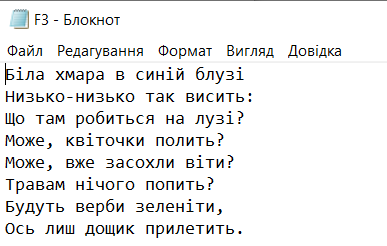 F3 - Блокнот
Файл Редагування Формат Вигляд Довідка
Біла хмара в синій блузі
Низько-низько так висить:
Що там робиться на лузі?
Може, квіточки полить?
Може, вже засохли віти?
Травам нічого попить?
Будуть верби зеленіти,
Ось лиш дощик прилетить.